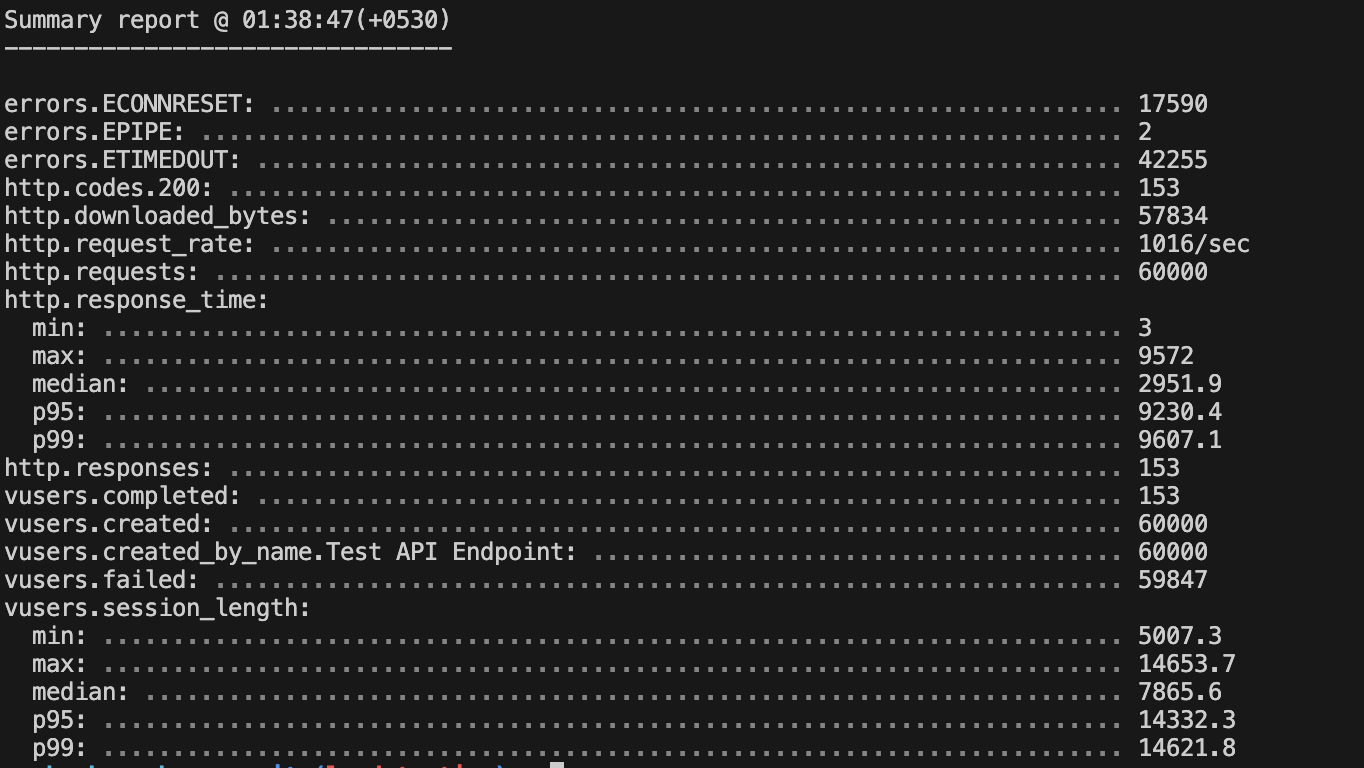 Summary report @ 01:38:47(+0530)
--------------------------------
errors.ECONNRESET: ............................................................. 17590
errors.EPIPE: .................................................................. 2
errors.ETIMEDOUT: .............................................................. 42255
http.codes.200: ................................................................ 153
http.downloaded_bytes: ......................................................... 57834
http.request_rate: ............................................................. 1016/sec
http.requests: ................................................................. 60000
http.response_time:
  min: ......................................................................... 3
  max: ......................................................................... 9572
  median: ...................................................................... 2951.9
  p95: ......................................................................... 9230.4
  p99: ......................................................................... 9607.1
http.responses: ................................................................ 153
vusers.completed: .............................................................. 153
vusers.created: ................................................................ 60000
vusers.created_by_name.Test API Endpoint: ...................................... 60000
vusers.failed: ................................................................. 59847
vusers.session_length:
  min: ......................................................................... 5007.3
  max: ......................................................................... 14653.7
  median: ...................................................................... 7865.6
  p95: ......................................................................... 14332.3
  p99: ......................................................................... 14621.8